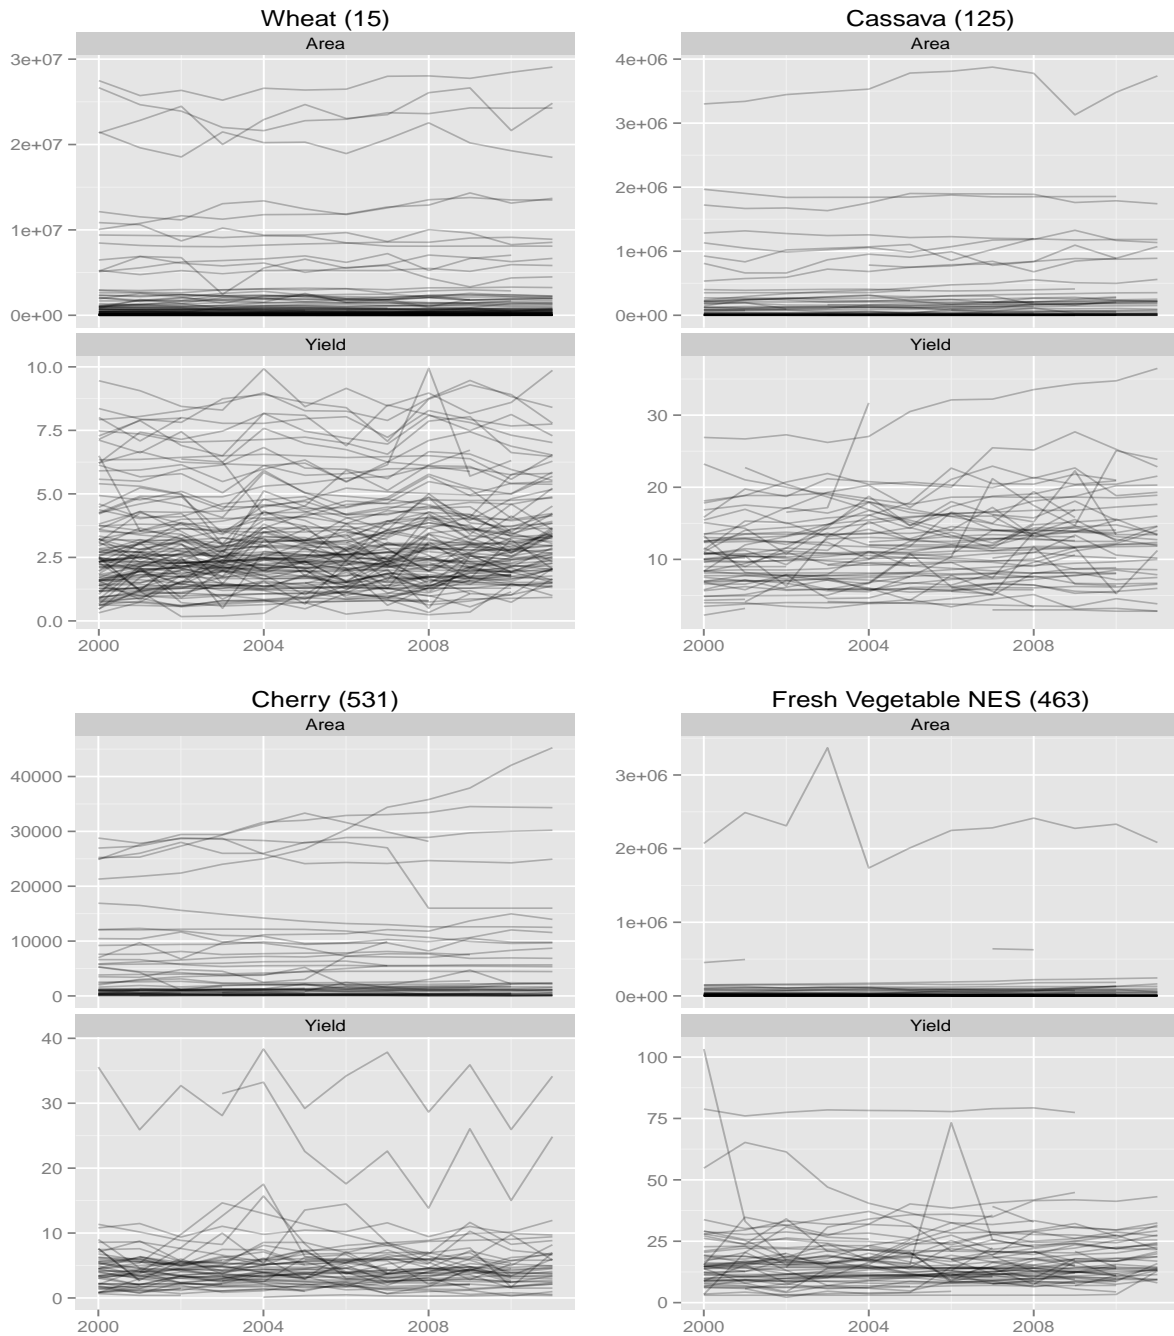 Wheat (15)
Area
3e+07
2e+07
1e+07
0e+00
Yield
10.0
7.5
5.0
2.5
0.0
2000 2004 2008
Cassava (125)
Area
4e+06
3e+06
2e+06
1e+06
0e+00
Yield
30
20
10
2000 2004 2008
Cherry (531)
Area
40000
30000
20000
10000
0
Yield
40
30
20
10
0
2000 2004 2008
Fresh Vegetable NES (463)
Area
3e+06
2e+06
1e+06
0e+00
Yield
100
75
50
25
0
2000 2004 2008